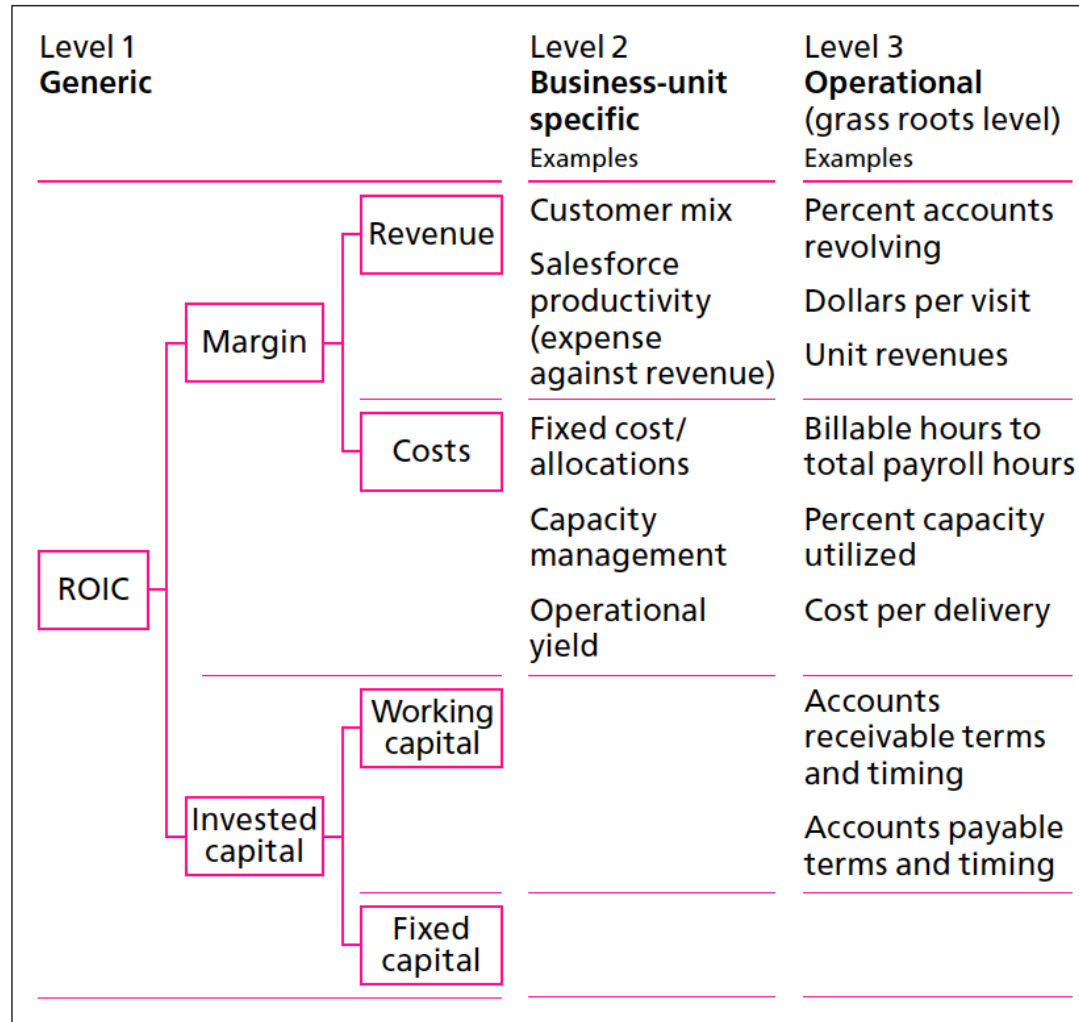 Level 1
Generic
Level 2
Business-unit
specific
Examples
Level 3
Operational
(grass roots level)
Examples
Revenue
Margin
Costs
ROIC
Working
capital
Invested
capital
Fixed
capital
Customer mix
Salesforce
productivity
(expense
against revenue)
Fixed cost/
allocations
Capacity
management
Operational
yield
Percent accounts
revolving
Dollars per visit
Unit revenues
Billable hours to
total payroll hours
Percent capacity
utilized
Cost per delivery
Accounts
receivable terms
and timing
Accounts payable
terms and timing